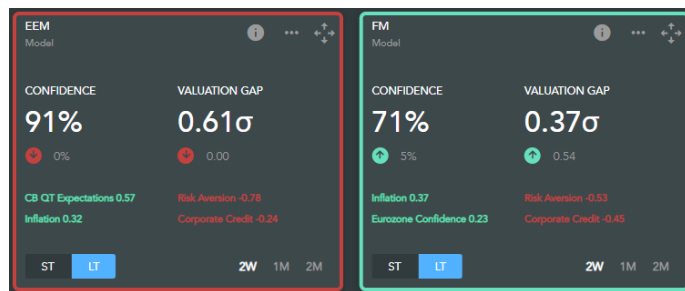 EEM
Model
CONFIDENCE VALUATION GAP
91% 0.61σ
0% 0.00
CB QT Expectations 0.57 Risk Aversion -0.78
Inflation 0.32 Corporate Credit -0.24
ST LT 2W 1M 2M
FM
Model
CONFIDENCE VALUATION GAP
71% 0.37σ
5% 0.54
Inflation 0.37 Risk Aversion -0.53
Eurozone Confidence 0.23 Corporate Credit -0.45
ST LT 2W 1M 2M